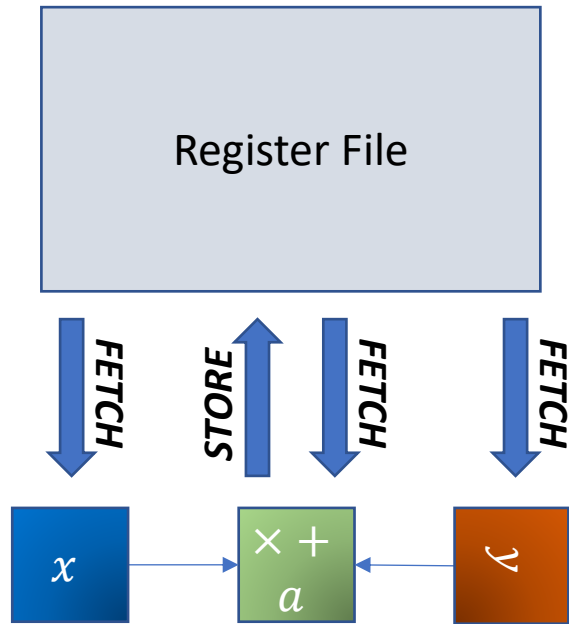 Register File
FETCH
STORE
FETCH
FETCH
x
× +
a
y